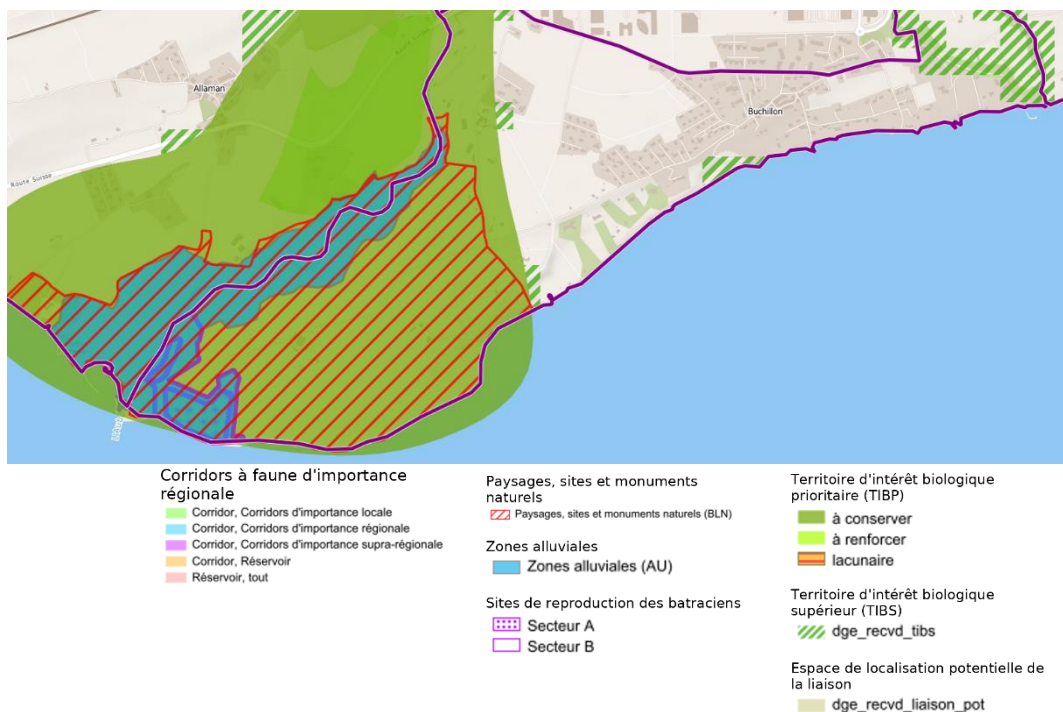 Allaman
Buchillon
Route Suisse
Corridors à faune d'importance
régionale
Corridor, Corridors d'importance locale
Corridor, Corridors d'importance régionale
Corridor, Corridors d'importance supra-régionale
Corridor, Réservoir
Réservoir, tout
Paysages, sites et monuments
naturels
Paysages, sites et monuments naturels (BLN)
Zones alluviales
Zones alluviales (AU)
Sites de reproduction des batraciens
Secteur A
Secteur B
Territoire d'intérêt biologique
prioritaire (TIBP)
à conserver
à renforcer
lacunaire
Territoire d'intérêt biologique
supérieur (TIBS)
dge_recvd_tibs
Espace de localisation potentielle de
la liaison
dge_recvd_liaison_pot